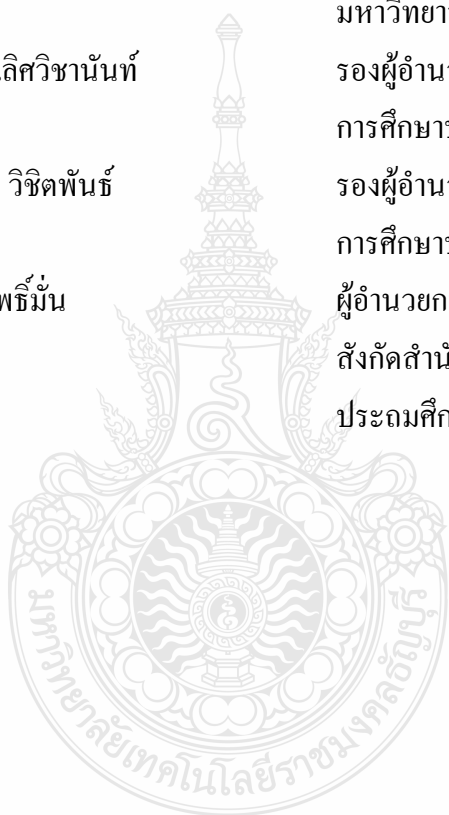 มหาวิทยา
ลิศวิชานันท์ รองผู้อำนว
การศึกษา
วิชิตพันธ์ รองผู้อำนว
การศึกษา
พธิ์มั่น ผู้อำนวยก
สังกัดสำนั
ประถมศึก
มหาวิทยาลัยเทคโนโลยีราชมงคลธัญบุรี